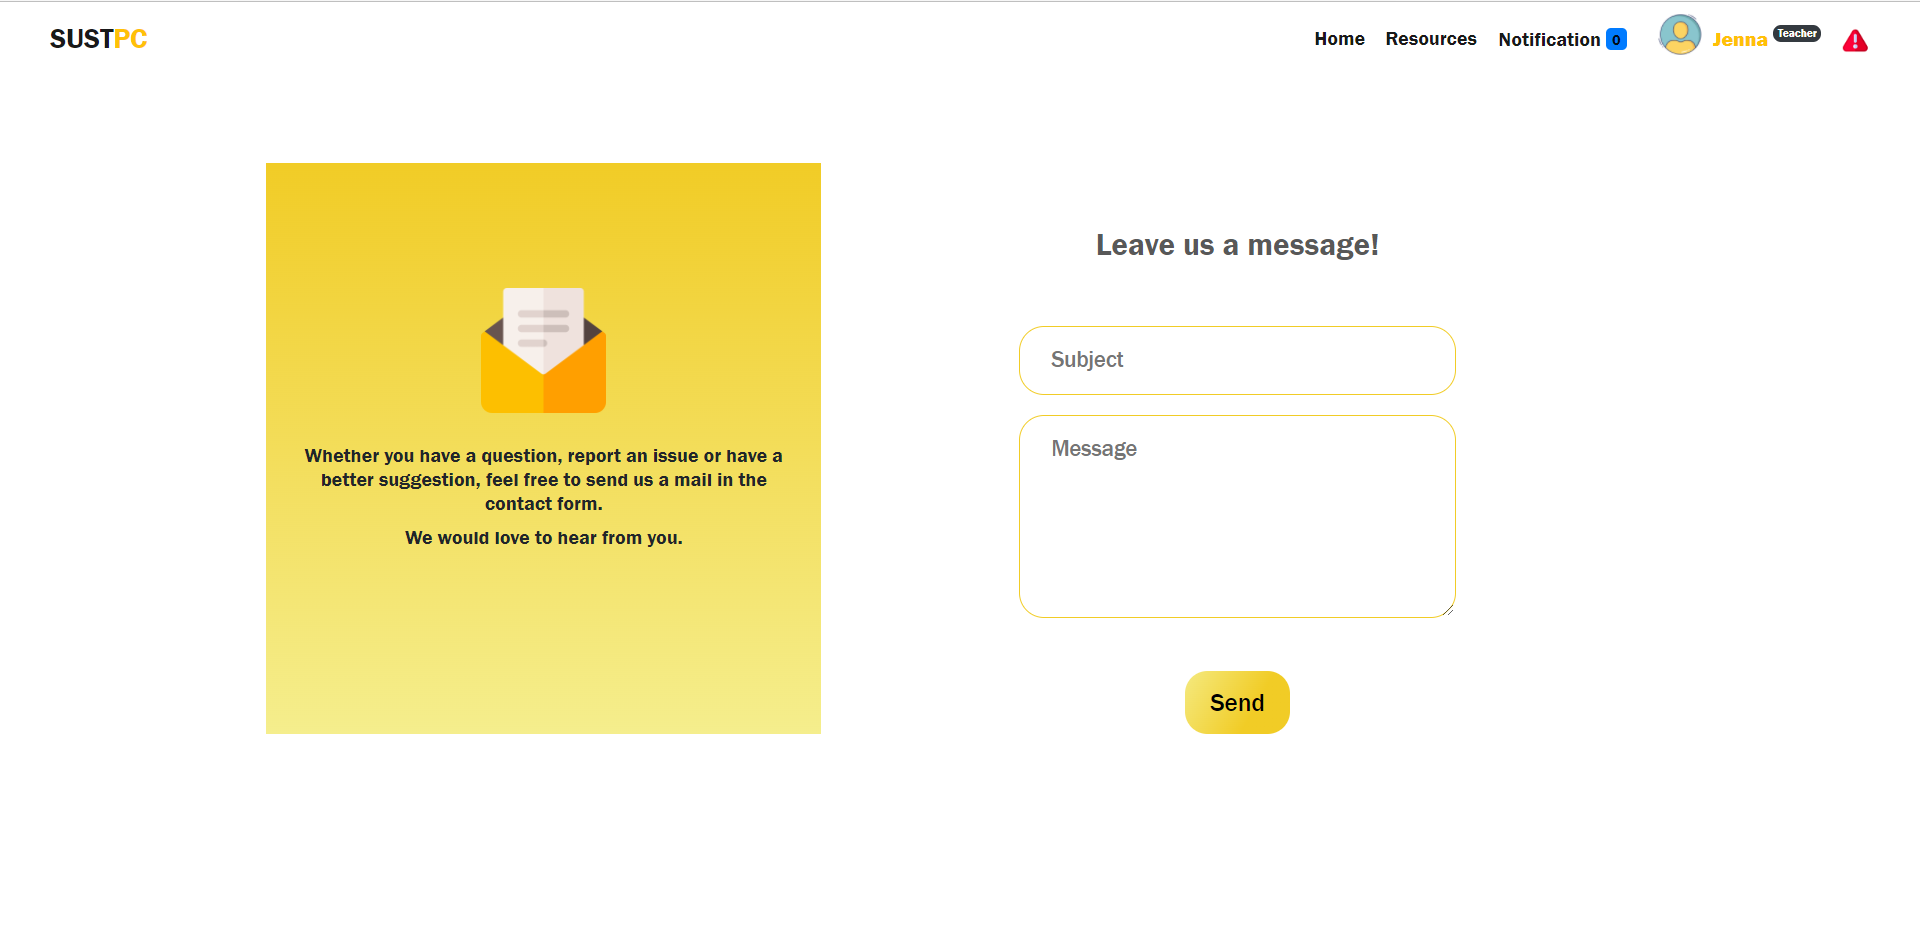 SUSTPC
Home Resources Notification 0 Jenna Teacher
Whether you have a question, report an issue or have a
better suggestion, feel free to send us a mail in the
contact form.
We would love to hear from you.
Leave us a message!
Subject
Message
Send